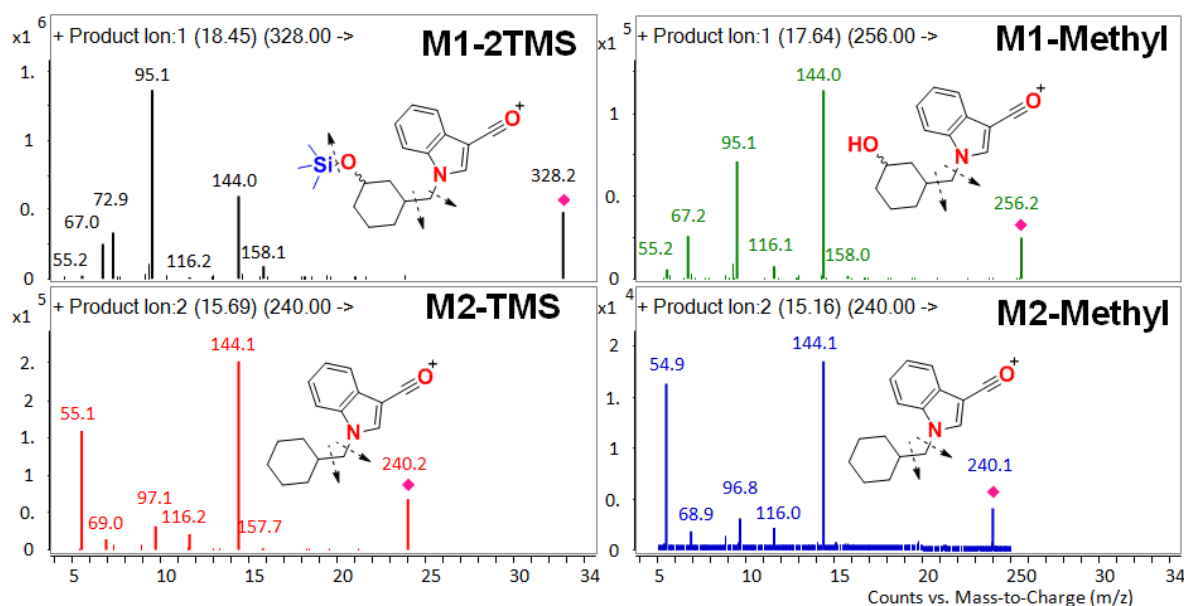 x1 6 + Product Ion:1 (18.45) (328.00 -> M1-2TMS
1. 1 0. 0
55.2 67.0 72.9 95.1 116.2 144.0 158.1 328.2
Si O N O +
x1 5 + Product Ion:1 (17.64) (256.00 -> M1-Methyl
1 0. 0
55.2 67.2 95.1 116.1 144.0 158.0 256.2
HO N O +
x1 5 + Product Ion:2 (15.69) (240.00 -> M2-TMS
2. 2 1. 1 0. 0
55.1 69.0 97.1 116.2 144.1 157.7 240.2
N O +
5 10 15 20 24 30 34
x1 4 + Product Ion:2 (15.16) (240.00 -> M2-Methyl
2 1. 1 0. 0
54.9 68.9 96.8 116.0 144.1 240.1
N O +
5 10 15 20 250 30 34
Counts vs. Mass-to-Charge (m/z)